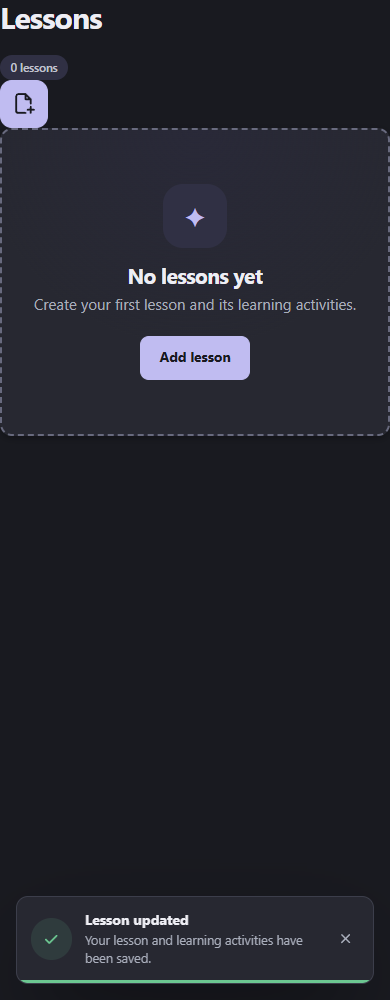 Lessons
0 lessons
No lessons yet
Create your first lesson and its learning activities.
Add lesson
Lesson updated
Your lesson and learning activities have
been saved.